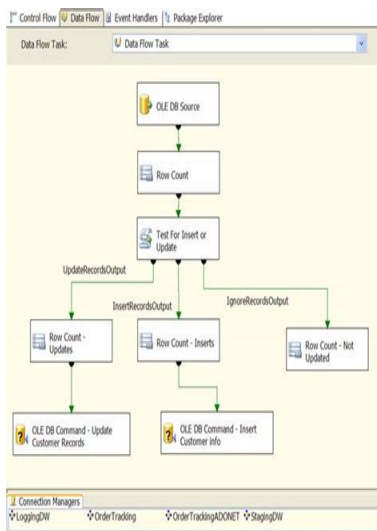 Control Flow Data Flow Event Handlers Package Explorer
Data Flow Task: Data Flow Task
OLE DB Source
Row Count
Test For Insert or
Update
UpdateRecordsOutput
InsertRecordsOutput
IgnoreRecordsOutput
Row Count -
Updates
Row Count - Inserts
Row Count - Not
Updated
OLE DB Command - Update
Customer Records
OLE DB Command - Insert
Customer info
Connection Managers
LoggingDW OrderTracking OrderTrackingADONET StagingDW